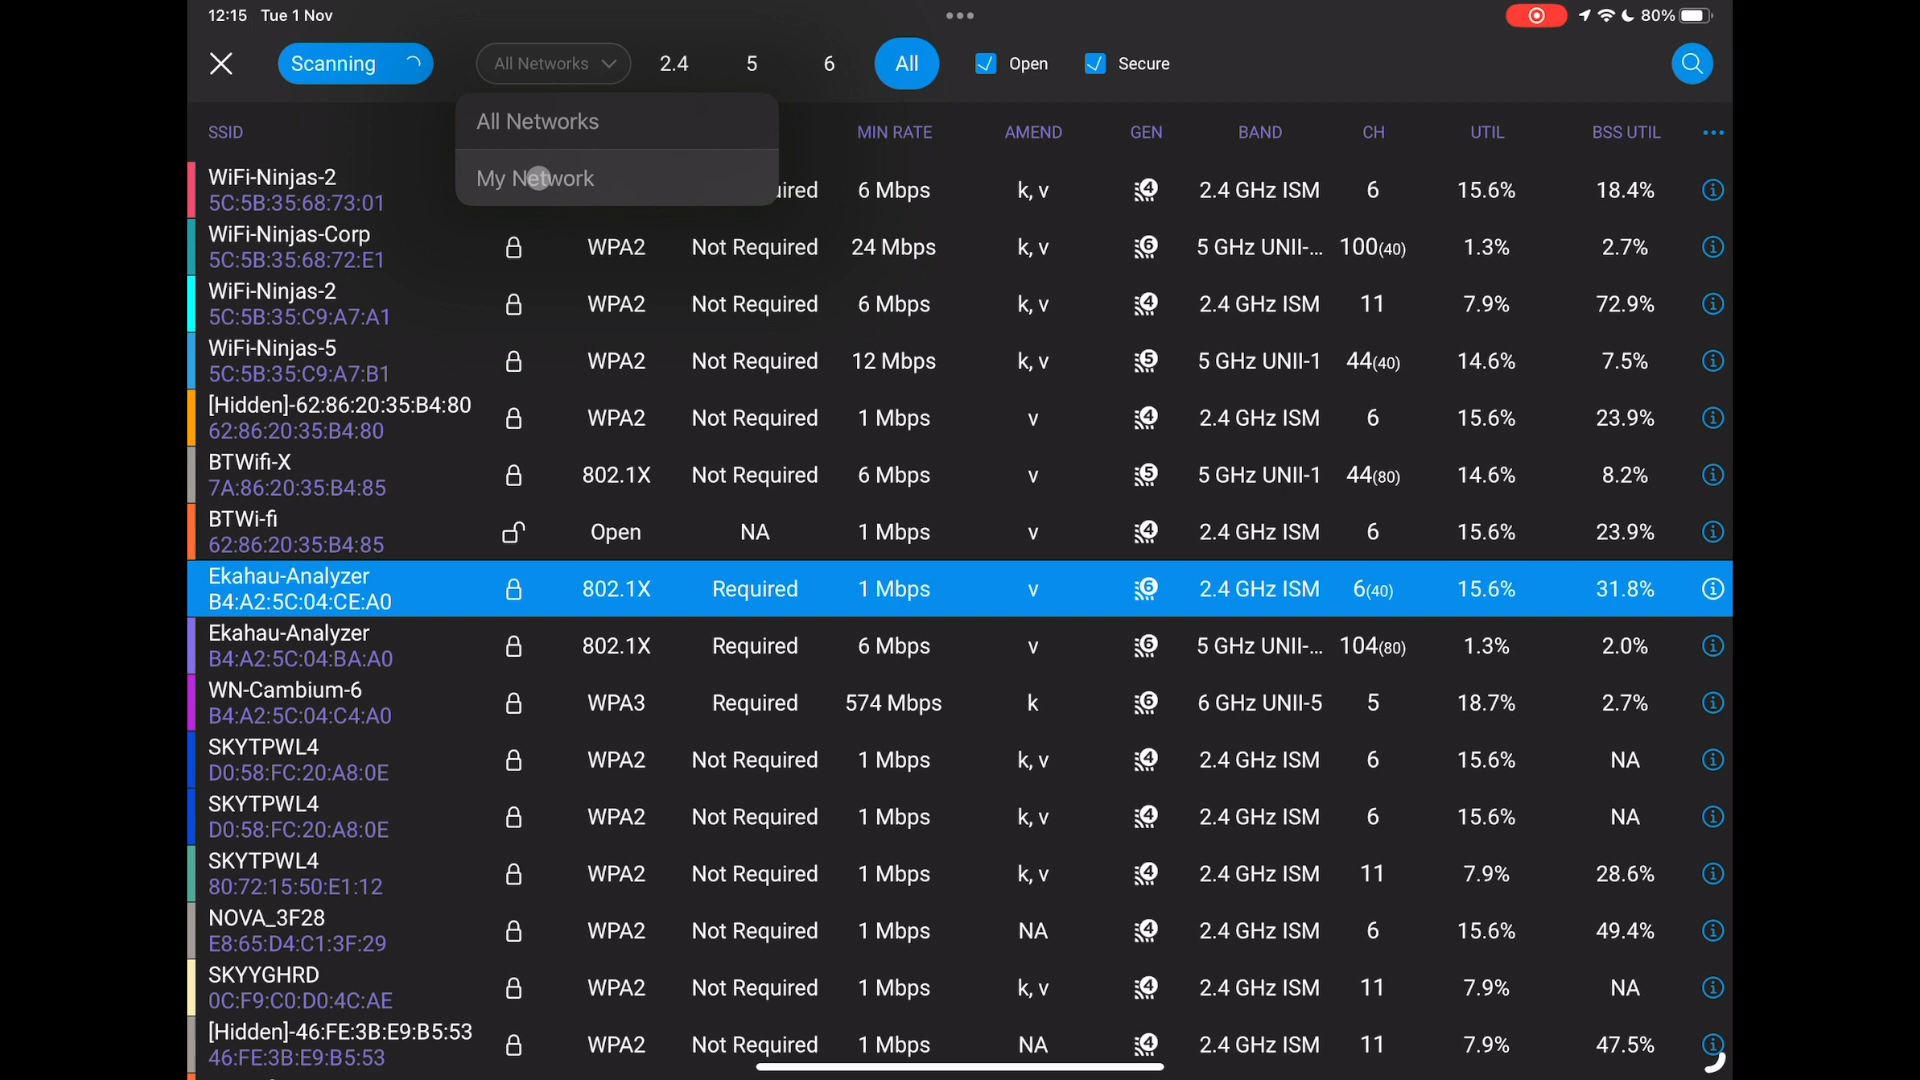 12:15 Tue 1 Nov 80%
Scanning All Networks 2.4 5 6 All Open Secure
All Networks
My Network
SSID MIN RATE AMEND GEN BAND CH UTIL BSS UTIL
WiFi-Ninjas-2
5C:5B:35:68:73:01
6 Mbps k, v 4 2.4 GHz ISM 6 15.6% 18.4%
WiFi-Ninjas-Corp
5C:5B:35:68:72:E1
WPA2 Not Required 24 Mbps k, v 6 5 GHz UNII-... 100(40) 1.3% 2.7%
WiFi-Ninjas-2
5C:5B:35:C9:A7:A1
WPA2 Not Required 6 Mbps k, v 4 2.4 GHz ISM 11 7.9% 72.9%
WiFi-Ninjas-5
5C:5B:35:C9:A7:B1
WPA2 Not Required 12 Mbps k, v 5 5 GHz UNII-1 44(40) 14.6% 7.5%
[Hidden]-62:86:20:35:B4:80
62:86:20:35:B4:80
WPA2 Not Required 1 Mbps v 4 2.4 GHz ISM 6 15.6% 23.9%
BTWifi-X
7A:86:20:35:B4:85
802.1X Not Required 6 Mbps v 5 5 GHz UNII-1 44(80) 14.6% 8.2%
BTWi-fi
62:86:20:35:B4:85
Open NA 1 Mbps v 4 2.4 GHz ISM 6 15.6% 23.9%
Ekahau-Analyzer
B4:A2:5C:04:CE:A0
802.1X Required 1 Mbps v 6 2.4 GHz ISM 6(40) 15.6% 31.8%
Ekahau-Analyzer
B4:A2:5C:04:BA:A0
802.1X Required 6 Mbps v 6 5 GHz UNII-... 104(80) 1.3% 2.0%
WN-Cambium-6
B4:A2:5C:04:C4:A0
WPA3 Required 574 Mbps k 6 6 GHz UNII-5 5 18.7% 2.7%
SKYTPWL4
D0:58:FC:20:A8:0E
WPA2 Not Required 1 Mbps k, v 4 2.4 GHz ISM 6 15.6% NA
SKYTPWL4
D0:58:FC:20:A8:0E
WPA2 Not Required 1 Mbps k, v 4 2.4 GHz ISM 6 15.6% NA
SKYTPWL4
80:72:15:50:E1:12
WPA2 Not Required 1 Mbps k, v 4 2.4 GHz ISM 11 7.9% 28.6%
NOVA_3F28
E8:65:D4:C1:3F:29
WPA2 Not Required 1 Mbps NA 4 2.4 GHz ISM 6 15.6% 49.4%
SKYYGHRD
0C:F9:C0:D0:4C:AE
WPA2 Not Required 1 Mbps k, v 4 2.4 GHz ISM 11 7.9% NA
[Hidden]-46:FE:3B:E9:B5:53
46:FE:3B:E9:B5:53
WPA2 Not Required 1 Mbps NA 4 2.4 GHz ISM 11 7.9% 47.5%